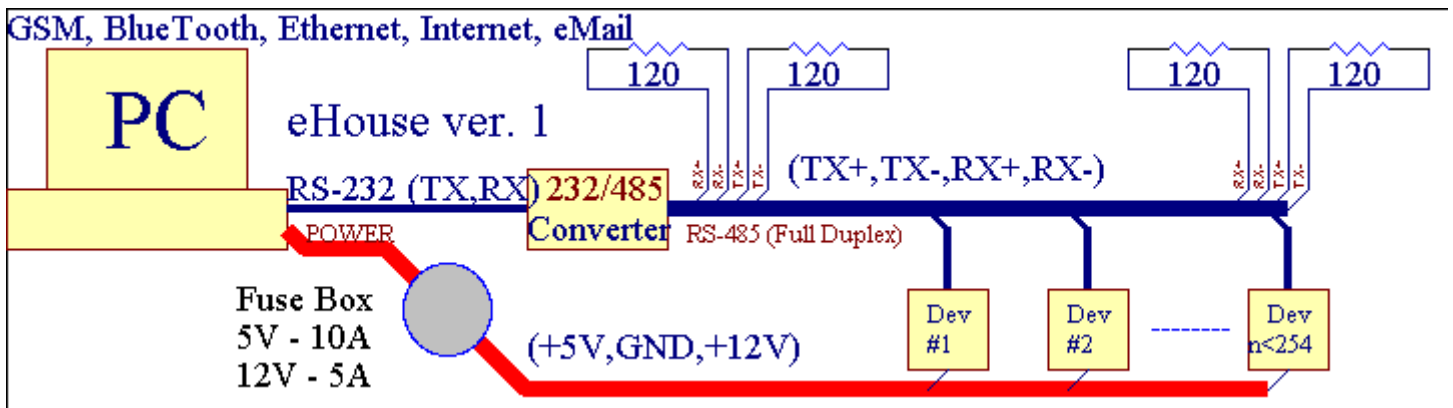 GSM, BlueTooth, Ethernet, Internet, eMail
120
120
120
120
PC
eHouse ver. 1
RX+
RX-
TX+
TX-
RX+
RX-
TX+
TX-
(TX+,TX-,RX+,RX-)
RS-232 (TX,RX)
232/485
Converter
POWER
RS-485 (Full Duplex)
Fuse Box
5V - 10A
12V - 5A
(+5V,GND,+12V)
Dev
#1
Dev
#2
--------
Dev
n<254